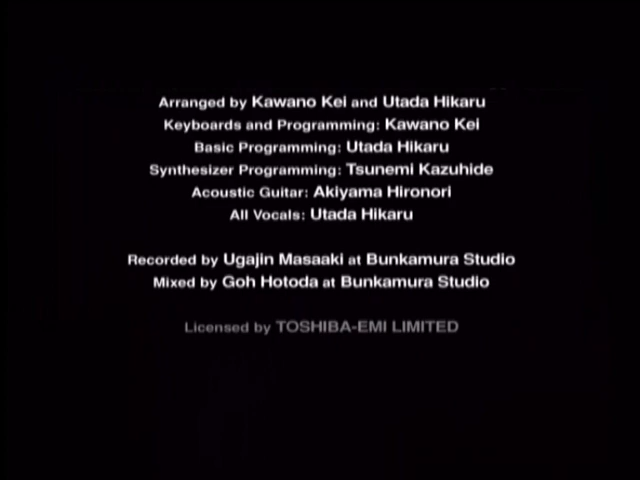 Arranged by Kawano Kei and Utada Hikaru
Keyboards and Programming: Kawano Kei
Basic Programming: Utada Hikaru
Synthesizer Programming: Tsunemi Kazuhide
Acoustic Guitar: Akiyama Hironori
All Vocals: Utada Hikaru
Recorded by Ugajin Masaaki at Bunkamura Studio
Mixed by Goh Hotoda at Bunkamura Studio
Licensed by TOSHIBA-EMI LIMITED